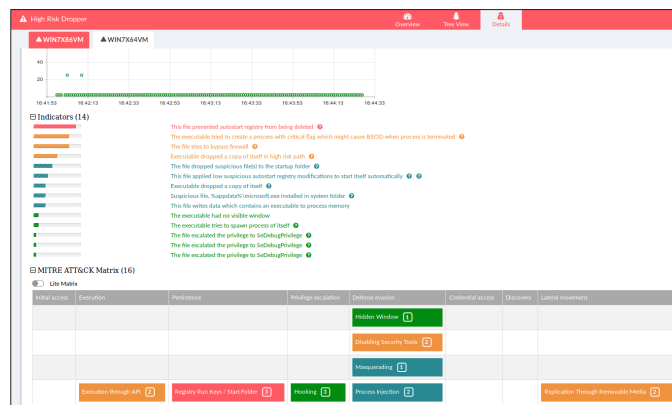 High Risk Dropper
Overview
Tree View
Details
WIN7X86VM
WIN7X64VM
40
20
16:41:53 16:42:13 16:42:33 16:42:53 16:43:13 16:43:33 16:43:53 16:44:13 16:44:33
Indicators (14)
This file prevented autostart registry from being deleted
The executable tried to create a process with critical flag which might cause BSOD when process is terminated
The file tries to bypass firewall
Executable dropped a copy of itself in high risk path
The file dropped suspicious file(s) to the startup folder
This file applied low suspicious autostart registry modifications to start itself automatically
Executable dropped a copy of itself
Suspicious file, %appdata%\microsoft.exe installed in system folder
This file writes data which contains an executable to process memory
The executable had no visible window
The executable tries to spawn process of itself
The file escalated the privilege to SeDebugPrivilege
The file escalated the privilege to SeDebugPrivilege
The file escalated the privilege to SeDebugPrivilege
MITRE ATT&CK Matrix (16)
Lite Matrix
Initial access Execution Persistence Privilege escalation Defense evasion Credential access Discovery Lateral movement
Hidden Window 1
Disabling Security Tools 2
Masquerading 1
Execution through API 2 Registry Run Keys / Start Folder 3 Hooking 3 Process Injection 2 Replication Through Removable Media 2